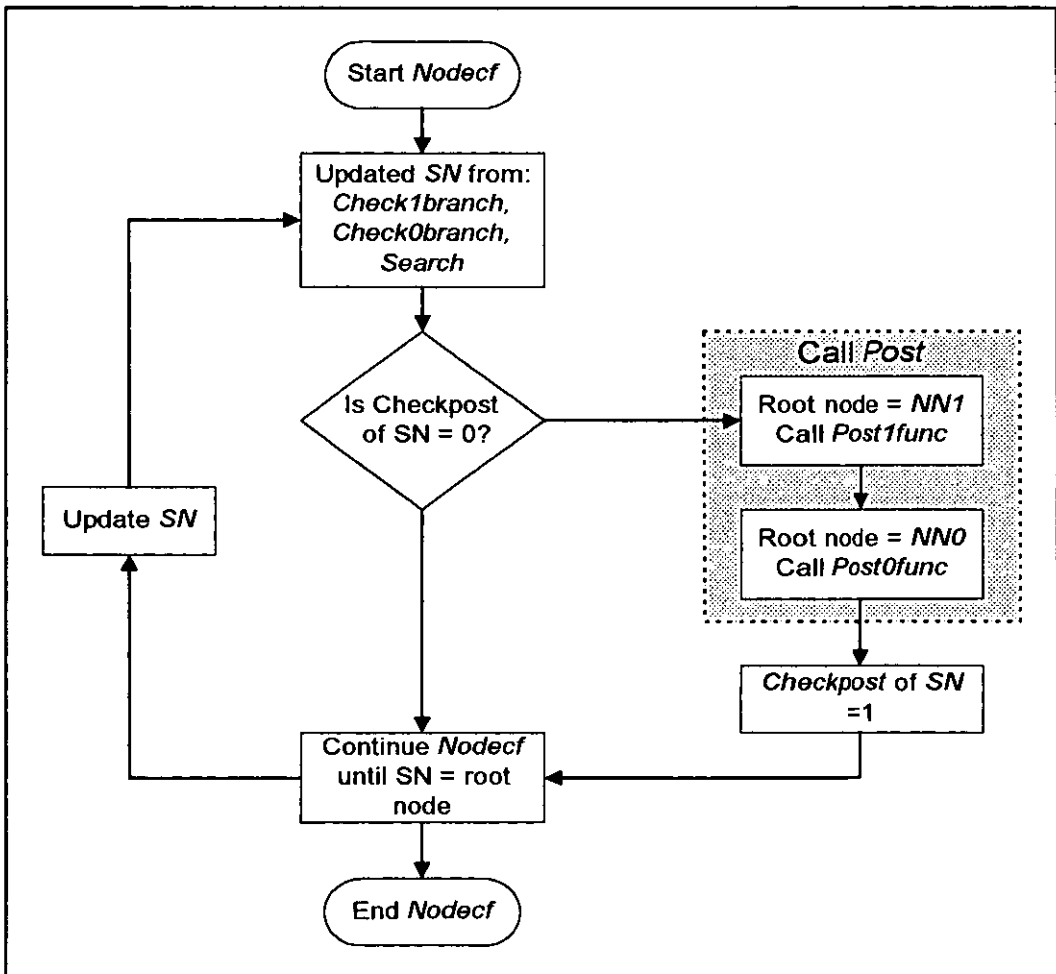 Start Nodecf
Updated SN from:
Check1branch,
Check0branch,
Search
Is Checkpost
of SN = 0?
Call Post
Root node = NN1
Call Post1func
Root node = NN0
Call Post0func
Update SN
Checkpost of SN
=1
Continue Nodecf
until SN = root
node
End Nodecf